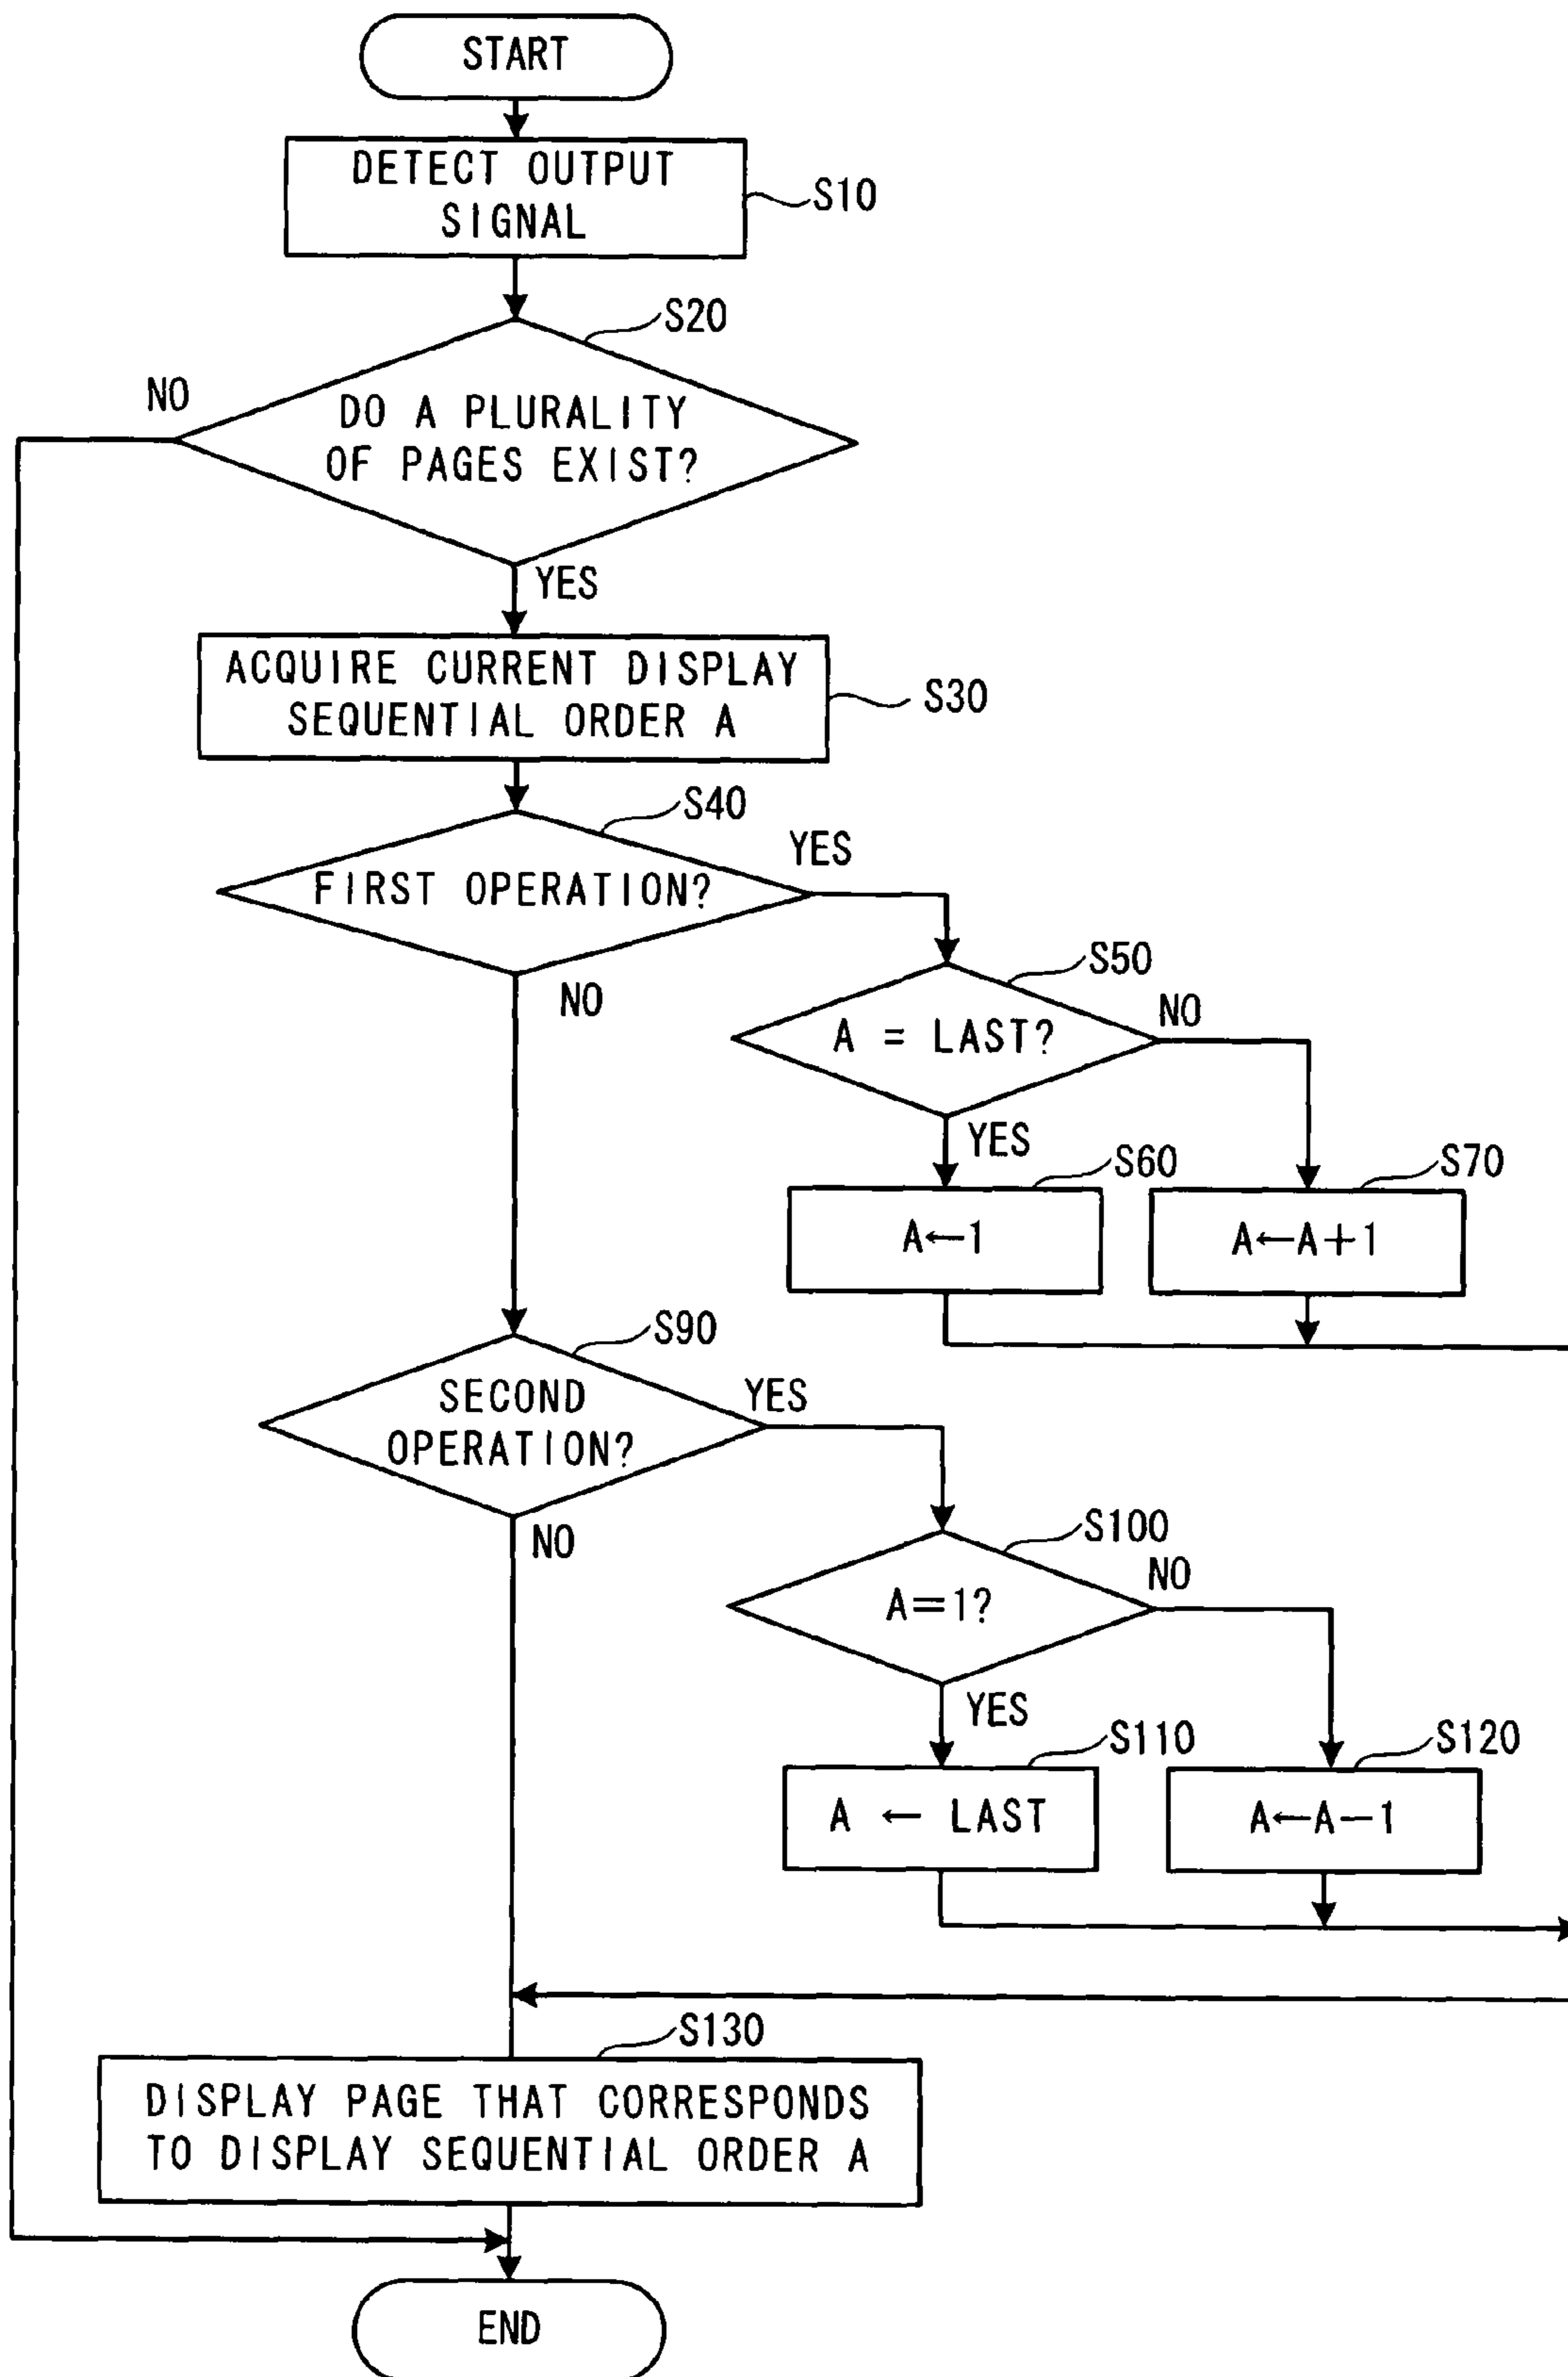 START
DETECT OUTPUT
SIGNAL
S10
S20
NO
DO A PLURALITY
OF PAGES EXIST?
YES
ACQUIRE CURRENT DISPLAY
SEQUENTIAL ORDER A
S30
S40
YES
FIRST OPERATION?
NO
S50
NO
A = LAST?
YES
S60
S70
A←1
A←A+1
S90
SECOND
OPERATION?
YES
NO
S100
NO
A=1?
YES
S110
S120
A ← LAST
A←A−1
S130
DISPLAY PAGE THAT CORRESPONDS
TO DISPLAY SEQUENTIAL ORDER A
END